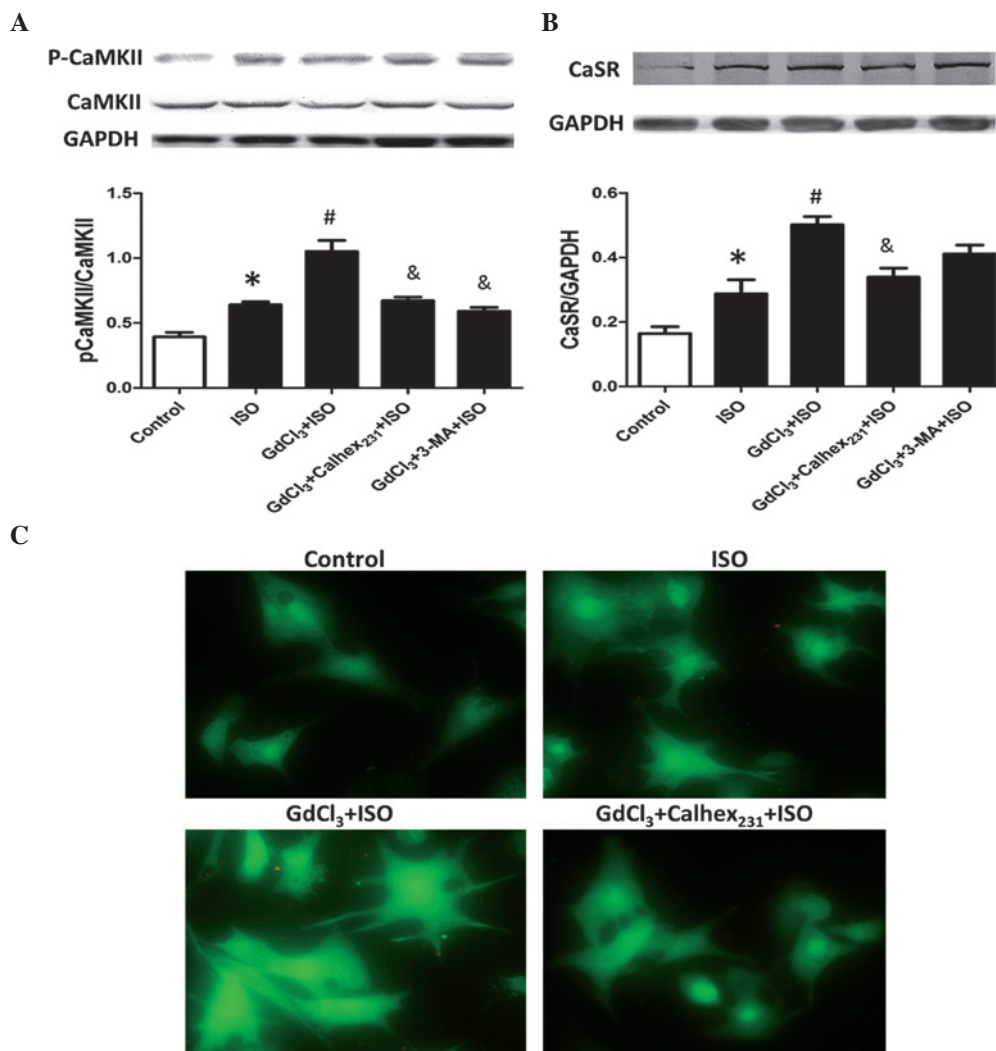 A
P-CaMKII
CaMKII
GAPDH
pCaMKII/CaMKII
1.5
1.0
0.5
0.0
*
#
&
&
Control
ISO
GdCl₃+ISO
GdCl₃+Calhex₂₃₁+ISO
GdCl₃+3-MA+ISO
B
CaSR
GAPDH
CaSR/GAPDH
0.6
0.4
0.2
0.0
*
#
&
Control
ISO
GdCl₃+ISO
GdCl₃+Calhex₂₃₁+ISO
GdCl₃+3-MA+ISO
C
Control
ISO
GdCl₃+ISO
GdCl₃+Calhex₂₃₁+ISO